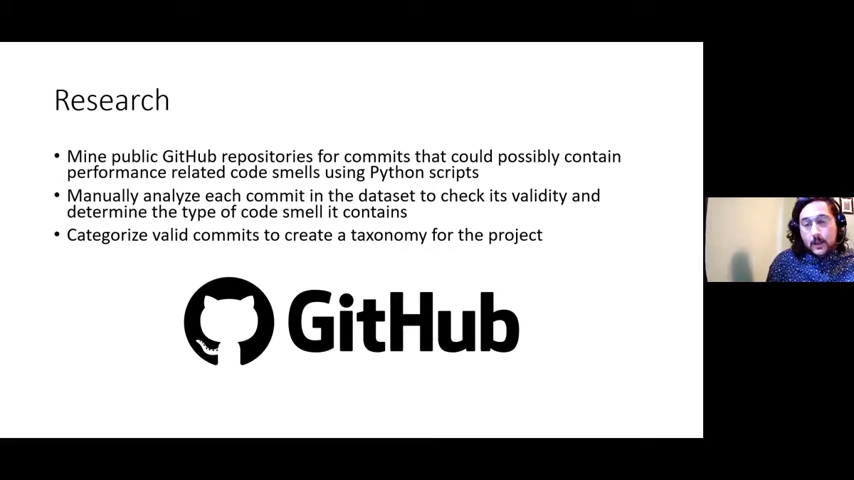 Research
• Mine public GitHub repositories for commits that could possibly contain
performance related code smells using Python scripts
• Manually analyze each commit in the dataset to check its validity and
determine the type of code smell it contains
• Categorize valid commits to create a taxonomy for the project
GitHub